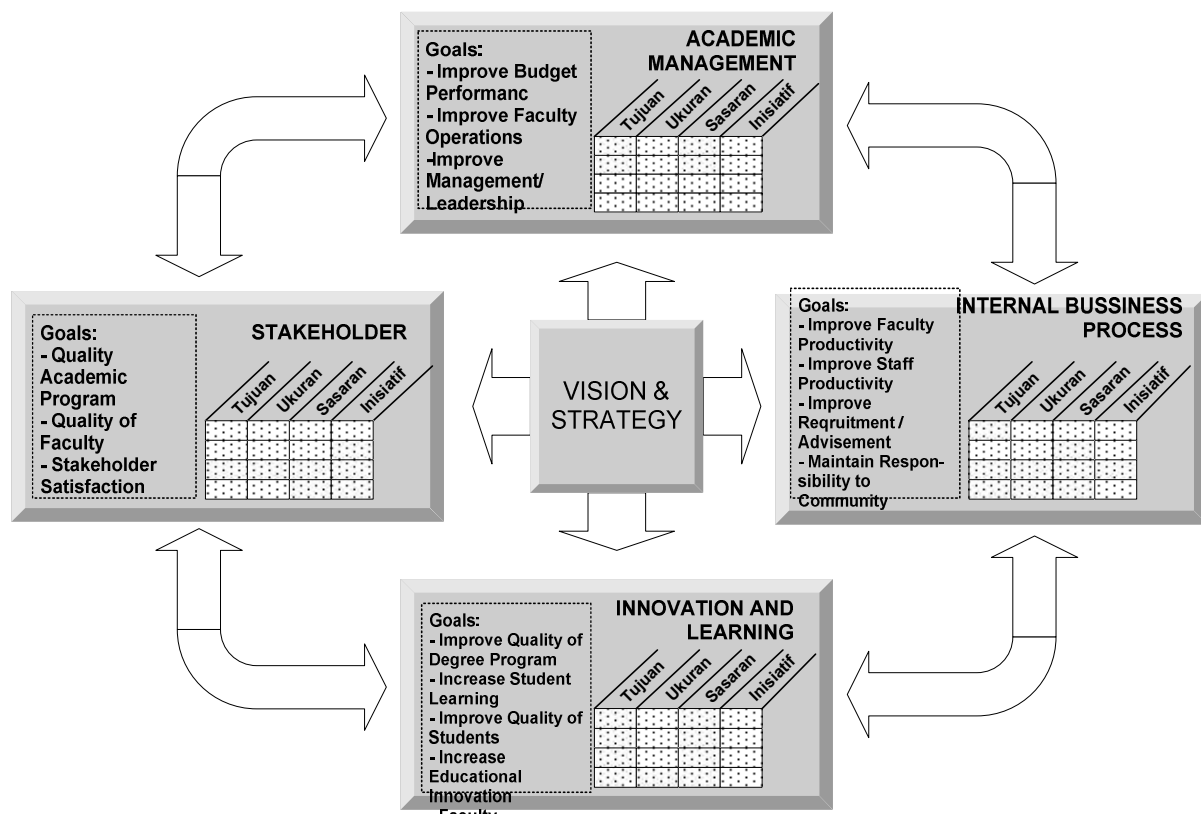 Goals:
- Improve Budget
Performanc
- Improve Faculty
Operations
-Improve
Management/
Leadership
ACADEMIC
MANAGEMENT
Tujuan
Ukuran
Sasaran
Inisiatif
Goals:
- Quality
Academic
Program
- Quality of
Faculty
- Stakeholder
Satisfaction
STAKEHOLDER
Tujuan
Ukuran
Sasaran
Inisiatif
VISION &
STRATEGY
Goals:
- Improve Faculty
Productivity
- Improve Staff
Productivity
- Improve
Reqruitment /
Advisement
- Maintain Respon-
sibility to
Community
INTERNAL BUSSINESS
PROCESS
Tujuan
Ukuran
Sasaran
Inisiatif
Goals:
- Improve Quality of
Degree Program
- Increase Student
Learning
- Improve Quality of
Students
- Increase
Educational
Innovation
- Faculty
INNOVATION AND
LEARNING
Tujuan
Ukuran
Sasaran
Inisiatif